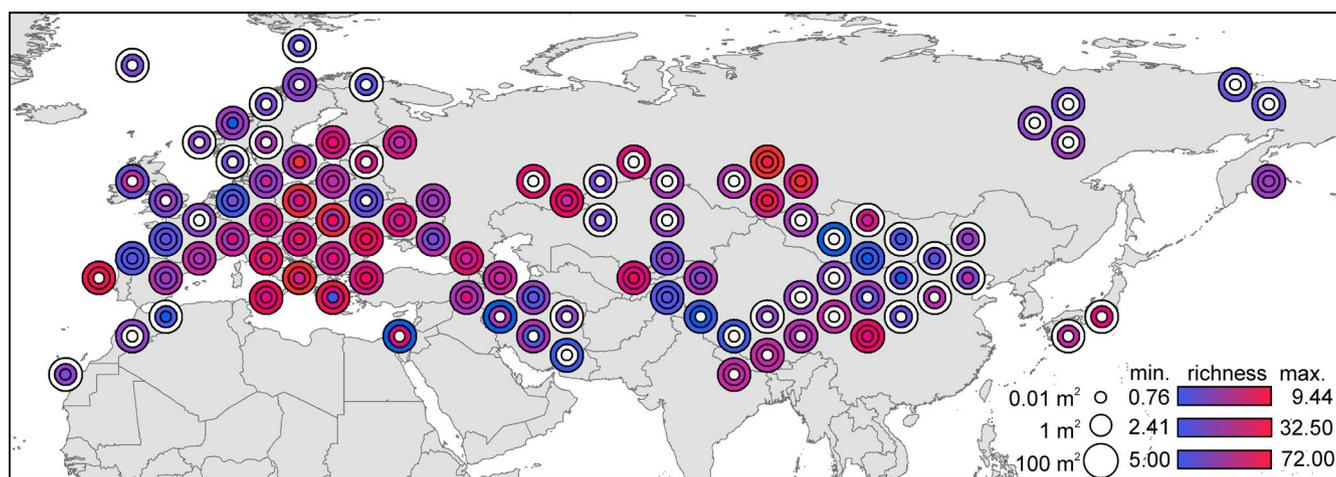 min. richness max.
0.01 m² 0.76 9.44
1 m² 2.41 32.50
100 m² 5.00 72.00